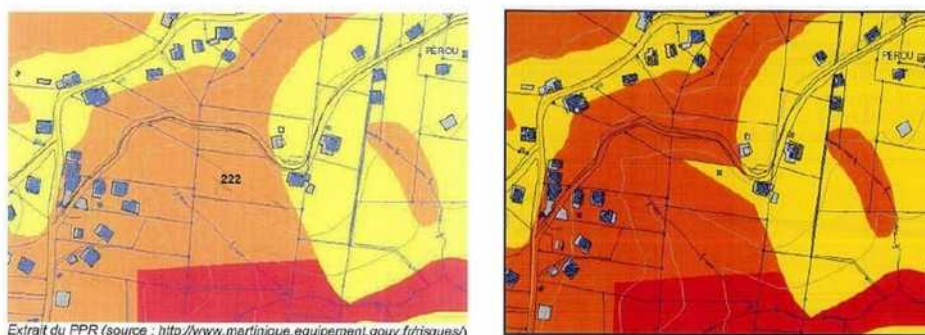 PEROU
222
PEROU
Extrait du PPR (source : http://www.martinique.equipement.gouv.fr/risques/)